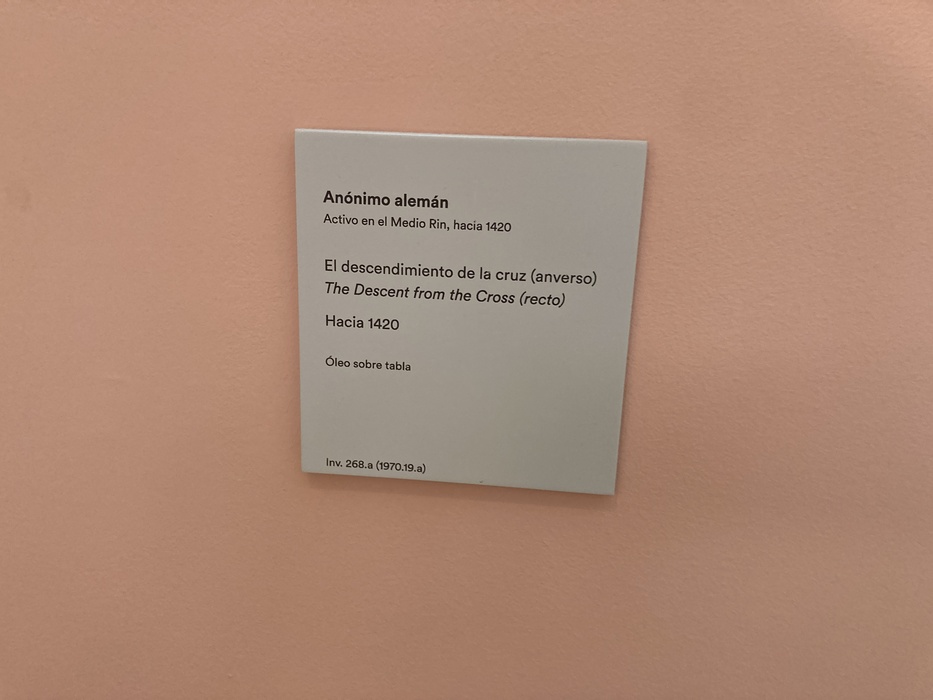 Anónimo alemán
Activo en el Medio Rin, hacia 1420
El descendimiento de la cruz (anverso)
The Descent from the Cross (recto)
Hacia 1420
Óleo sobre tabla
Inv. 268.a (1970.19.a)